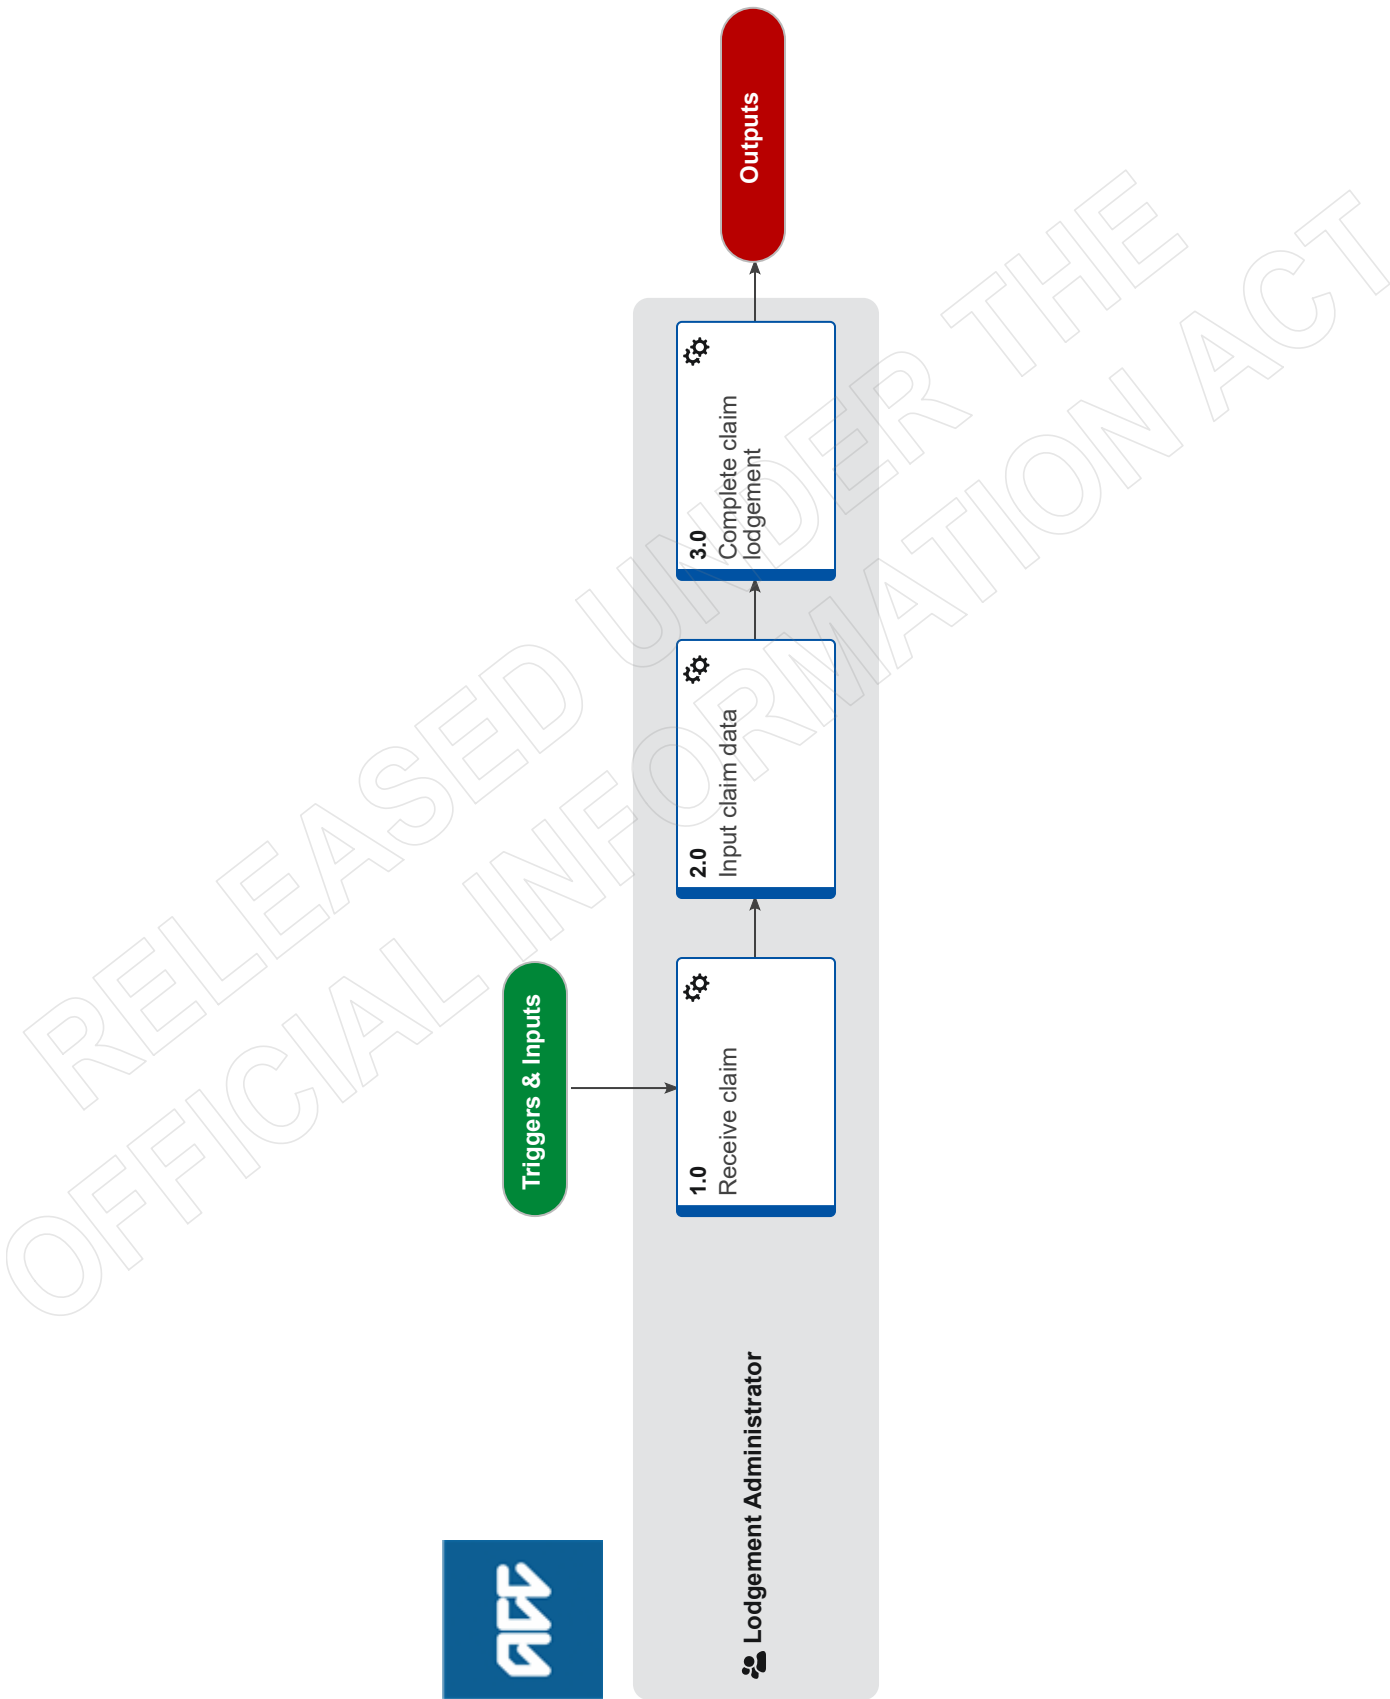 acc
Triggers & Inputs
Lodgement Administrator
1.0
Receive claim
2.0
Input claim data
3.0
Complete claim
lodgement
Outputs
RELEASED UNDER THE
OFFICIAL INFORMATION ACT